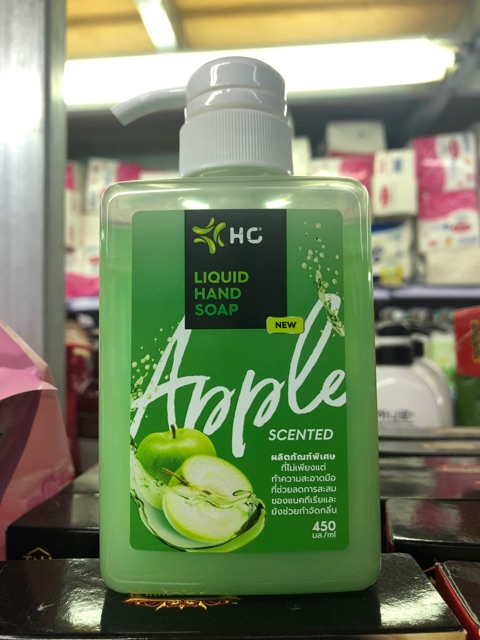 HG
LIQUID
HAND
SOAP
NEW
Apple
SCENTED
ผลิตภัณฑ์พิเศษ
ที่ไม่เพียงแต่
ทำความสะอาดมือ
ที่ช่วยลดการสะสม
ของแบคทีเรียและ
ยังช่วยกำจัดกลิ่น
450
มล./ml